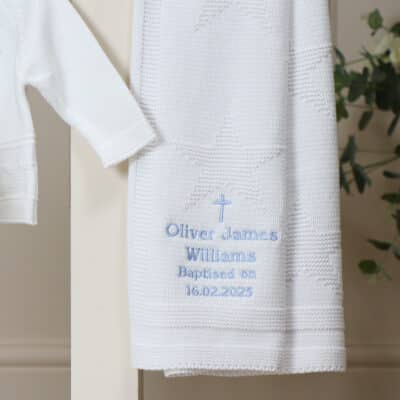 Oliver James
Williams
Baptised on
16.02.2025